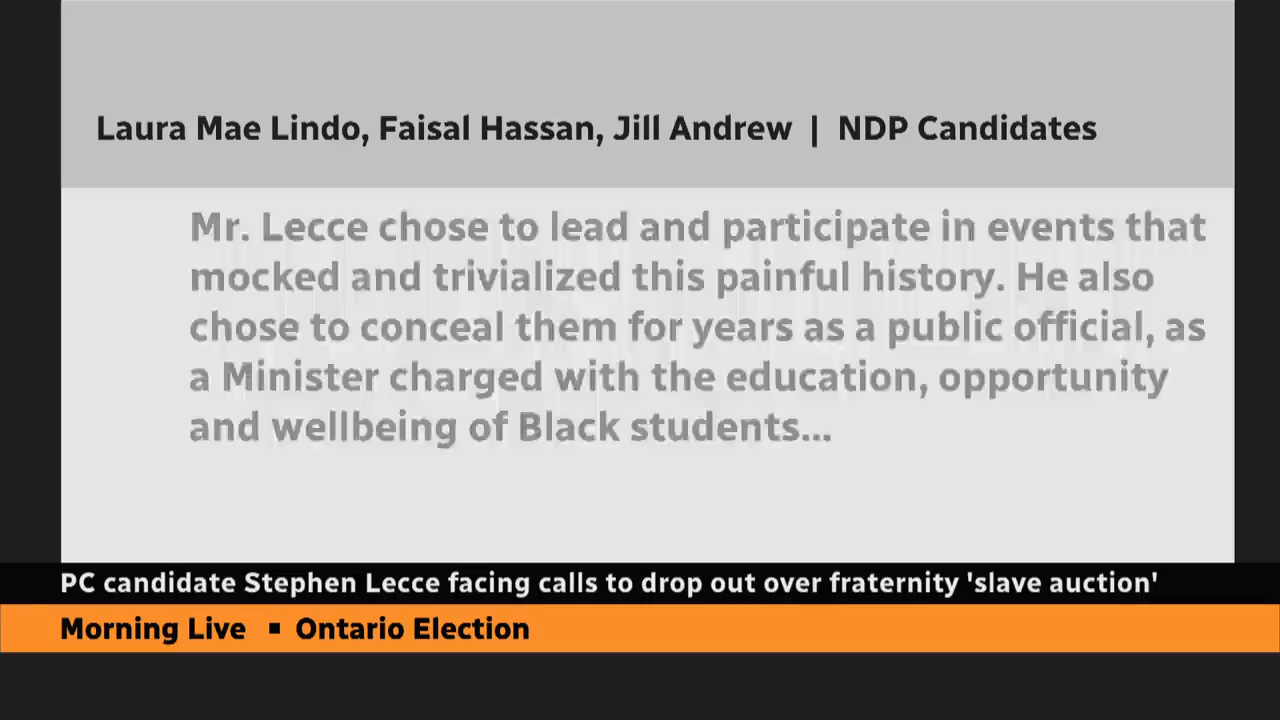 Laura Mae Lindo, Faisal Hassan, Jill Andrew | NDP Candidates
Mr. Lecce chose to lead and participate in events that
mocked and trivialized this painful history. He also
chose to conceal them for years as a public official, as
a Minister charged with the education, opportunity
and wellbeing of Black students...
PC candidate Stephen Lecce facing calls to drop out over fraternity 'slave auction'
Morning Live ▪ Ontario Election